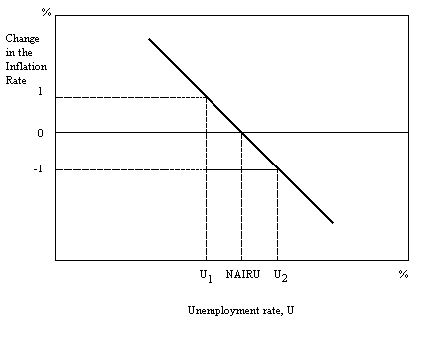 %
Change
in the
Inflation
Rate
1
0
-1
U1 NAIRU U2 %
Unemployment rate, U